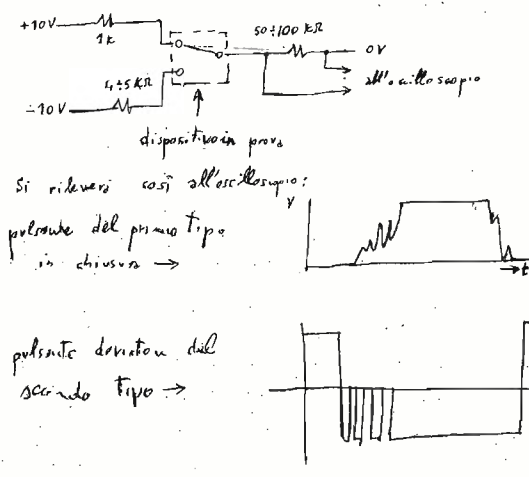 +10V
1k
50÷100 KΩ
0V
all'oscilloscopio
-10V
4÷5 KΩ
dispositivo in prova
Si rileverà così all'oscilloscopio:
pulsante del primo tipo
in chiusura →
V
t
pulsante deviatore del
secondo tipo →